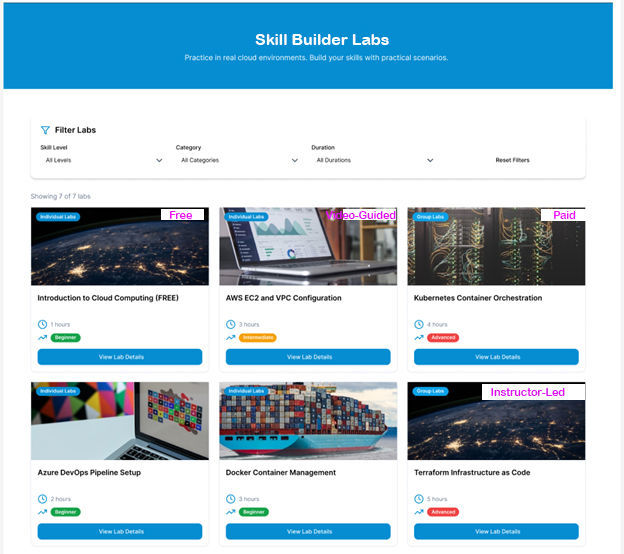 Skill Builder Labs
Practice in real cloud environments. Build your skills with practical scenarios.
Filter Labs
Skill Level
Category
Duration
All Levels
All Categories
All Durations
Reset Filters
Showing 7 of 7 labs
Individual Labs
Free
Introduction to Cloud Computing (FREE)
1 hours
Beginner
View Lab Details
Individual Labs
Video-Guided
AWS EC2 and VPC Configuration
3 hours
Intermediate
View Lab Details
Group Labs
Paid
Kubernetes Container Orchestration
4 hours
Advanced
View Lab Details
Individual Labs
Azure DevOps Pipeline Setup
2 hours
Beginner
View Lab Details
Individual Labs
Docker Container Management
3 hours
Beginner
View Lab Details
Group Labs
Instructor-Led
Terraform Infrastructure as Code
5 hours
Advanced
View Lab Details